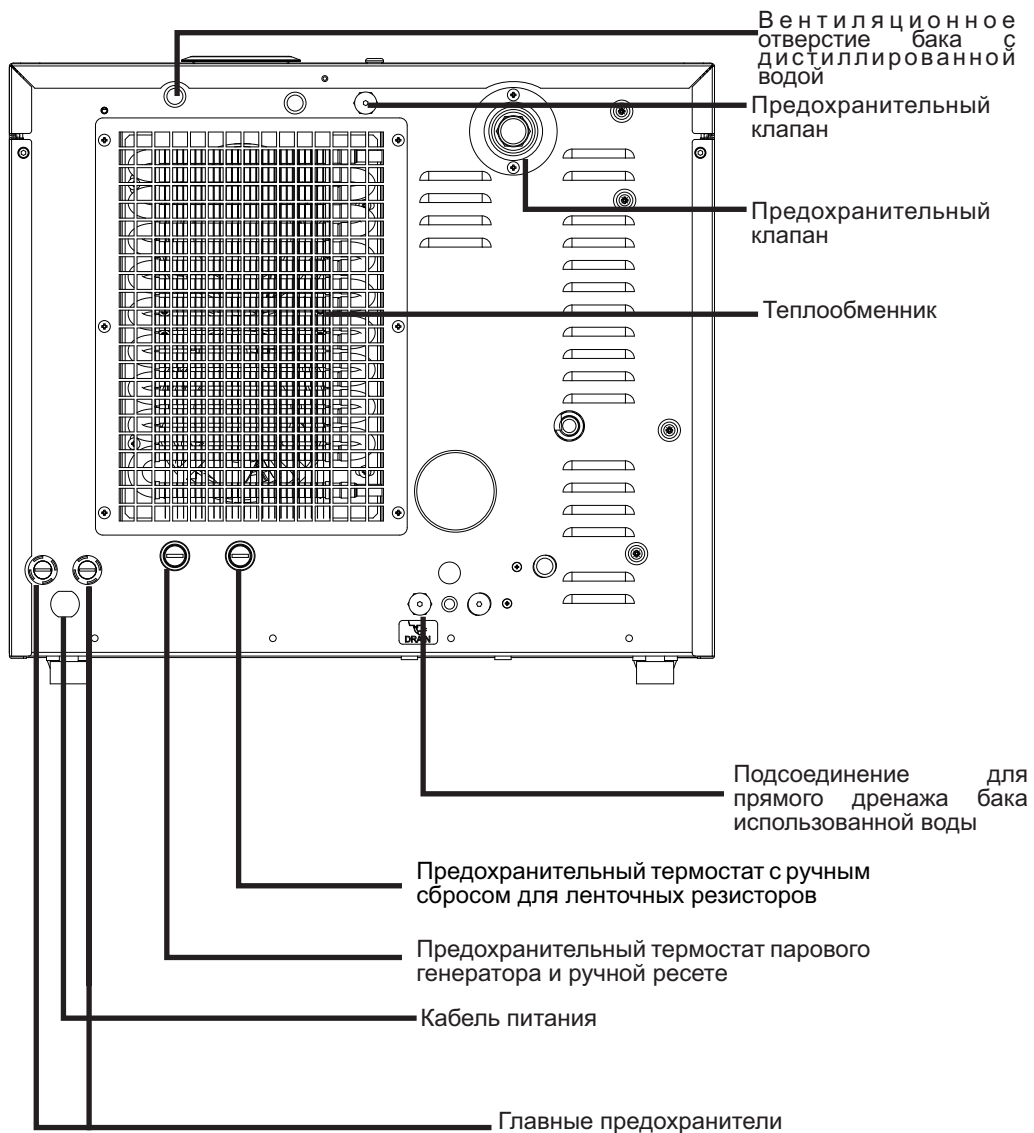 Вентиляционное
отверстие бака с
дистиллированной
водой
Предохранительный
клапан
Предохранительный
клапан
Теплообменник
DRAIN
Подсоединение для
прямого дренажа бака
использованной воды
Предохранительный термостат с ручным
сбросом для ленточных резисторов
Предохранительный термостат парового
генератора и ручной ресете
Кабель питания
Главные предохранители